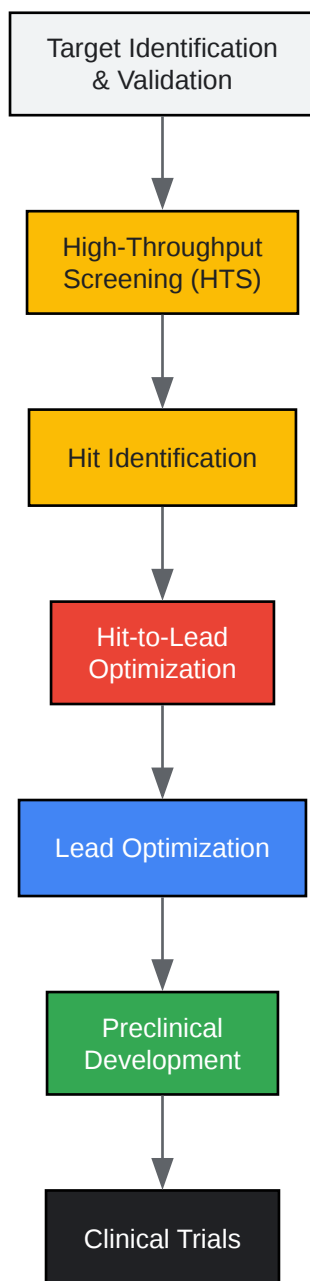 Target Identification
& Validation
High-Throughput
Screening (HTS)
Hit Identification
Hit-to-Lead
Optimization
Lead Optimization
Preclinical
Development
Clinical Trials